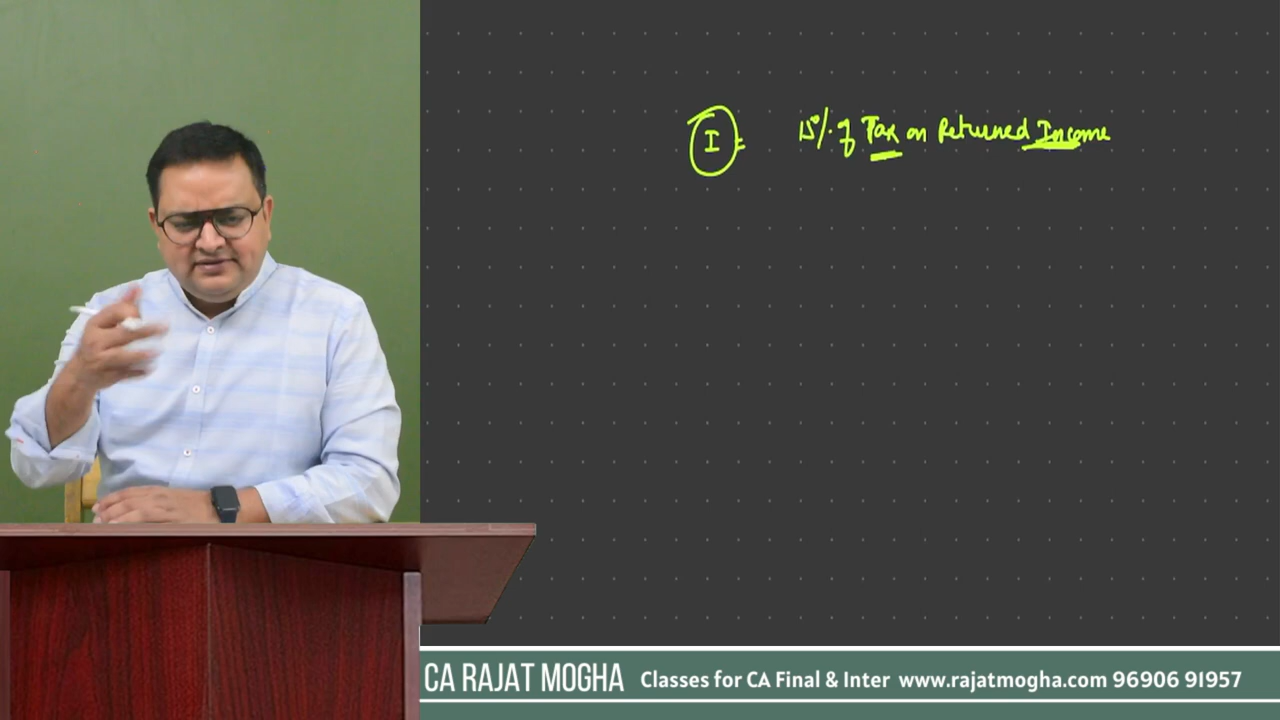 I = 15% of Tax on Returned Income
CA RAJAT MOGHA Classes for CA Final & Inter www.rajatmogha.com 96906 91957